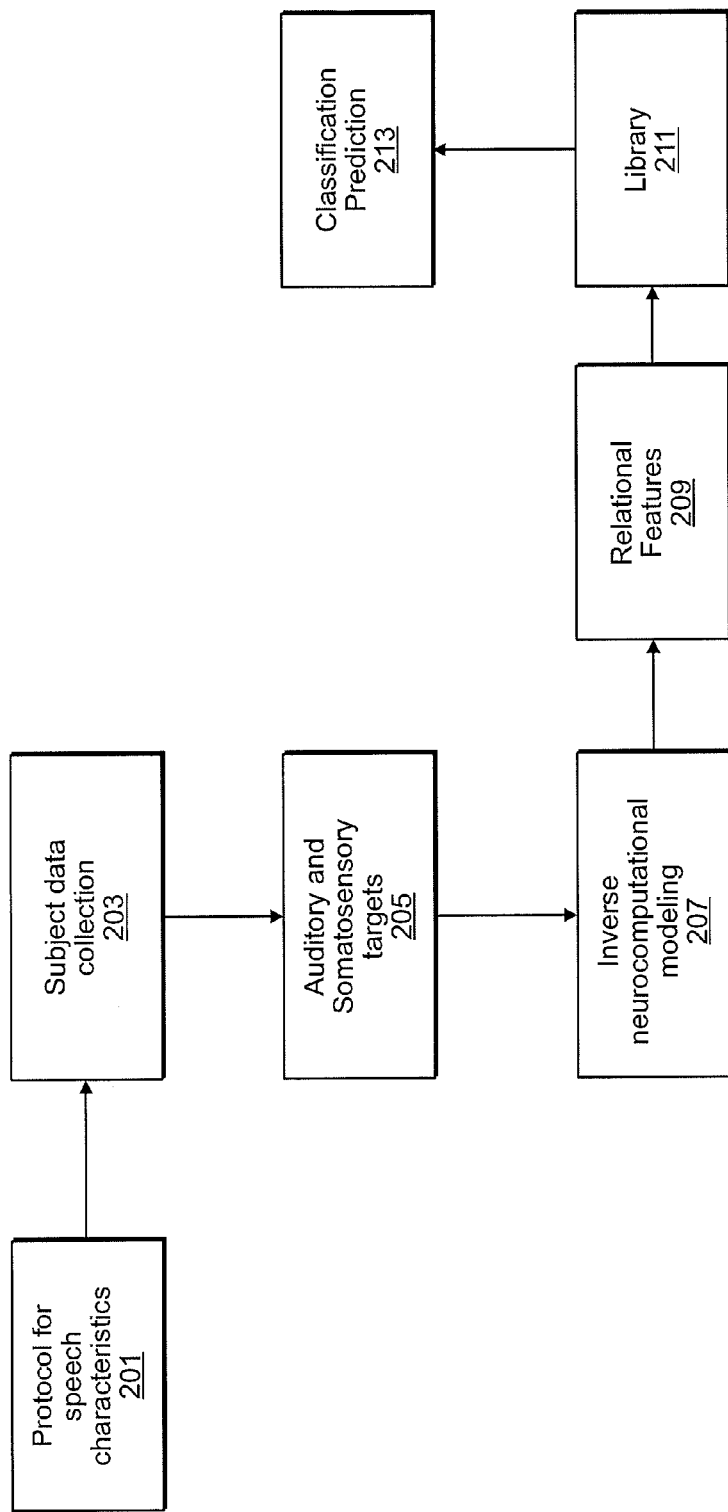 Protocol for
speech
characteristics
201
Subject data
collection
203
Auditory and
Somatosensory
targets
205
Inverse
neurocomputational
modeling
207
Relational
Features
209
Library
211
Classification
Prediction
213